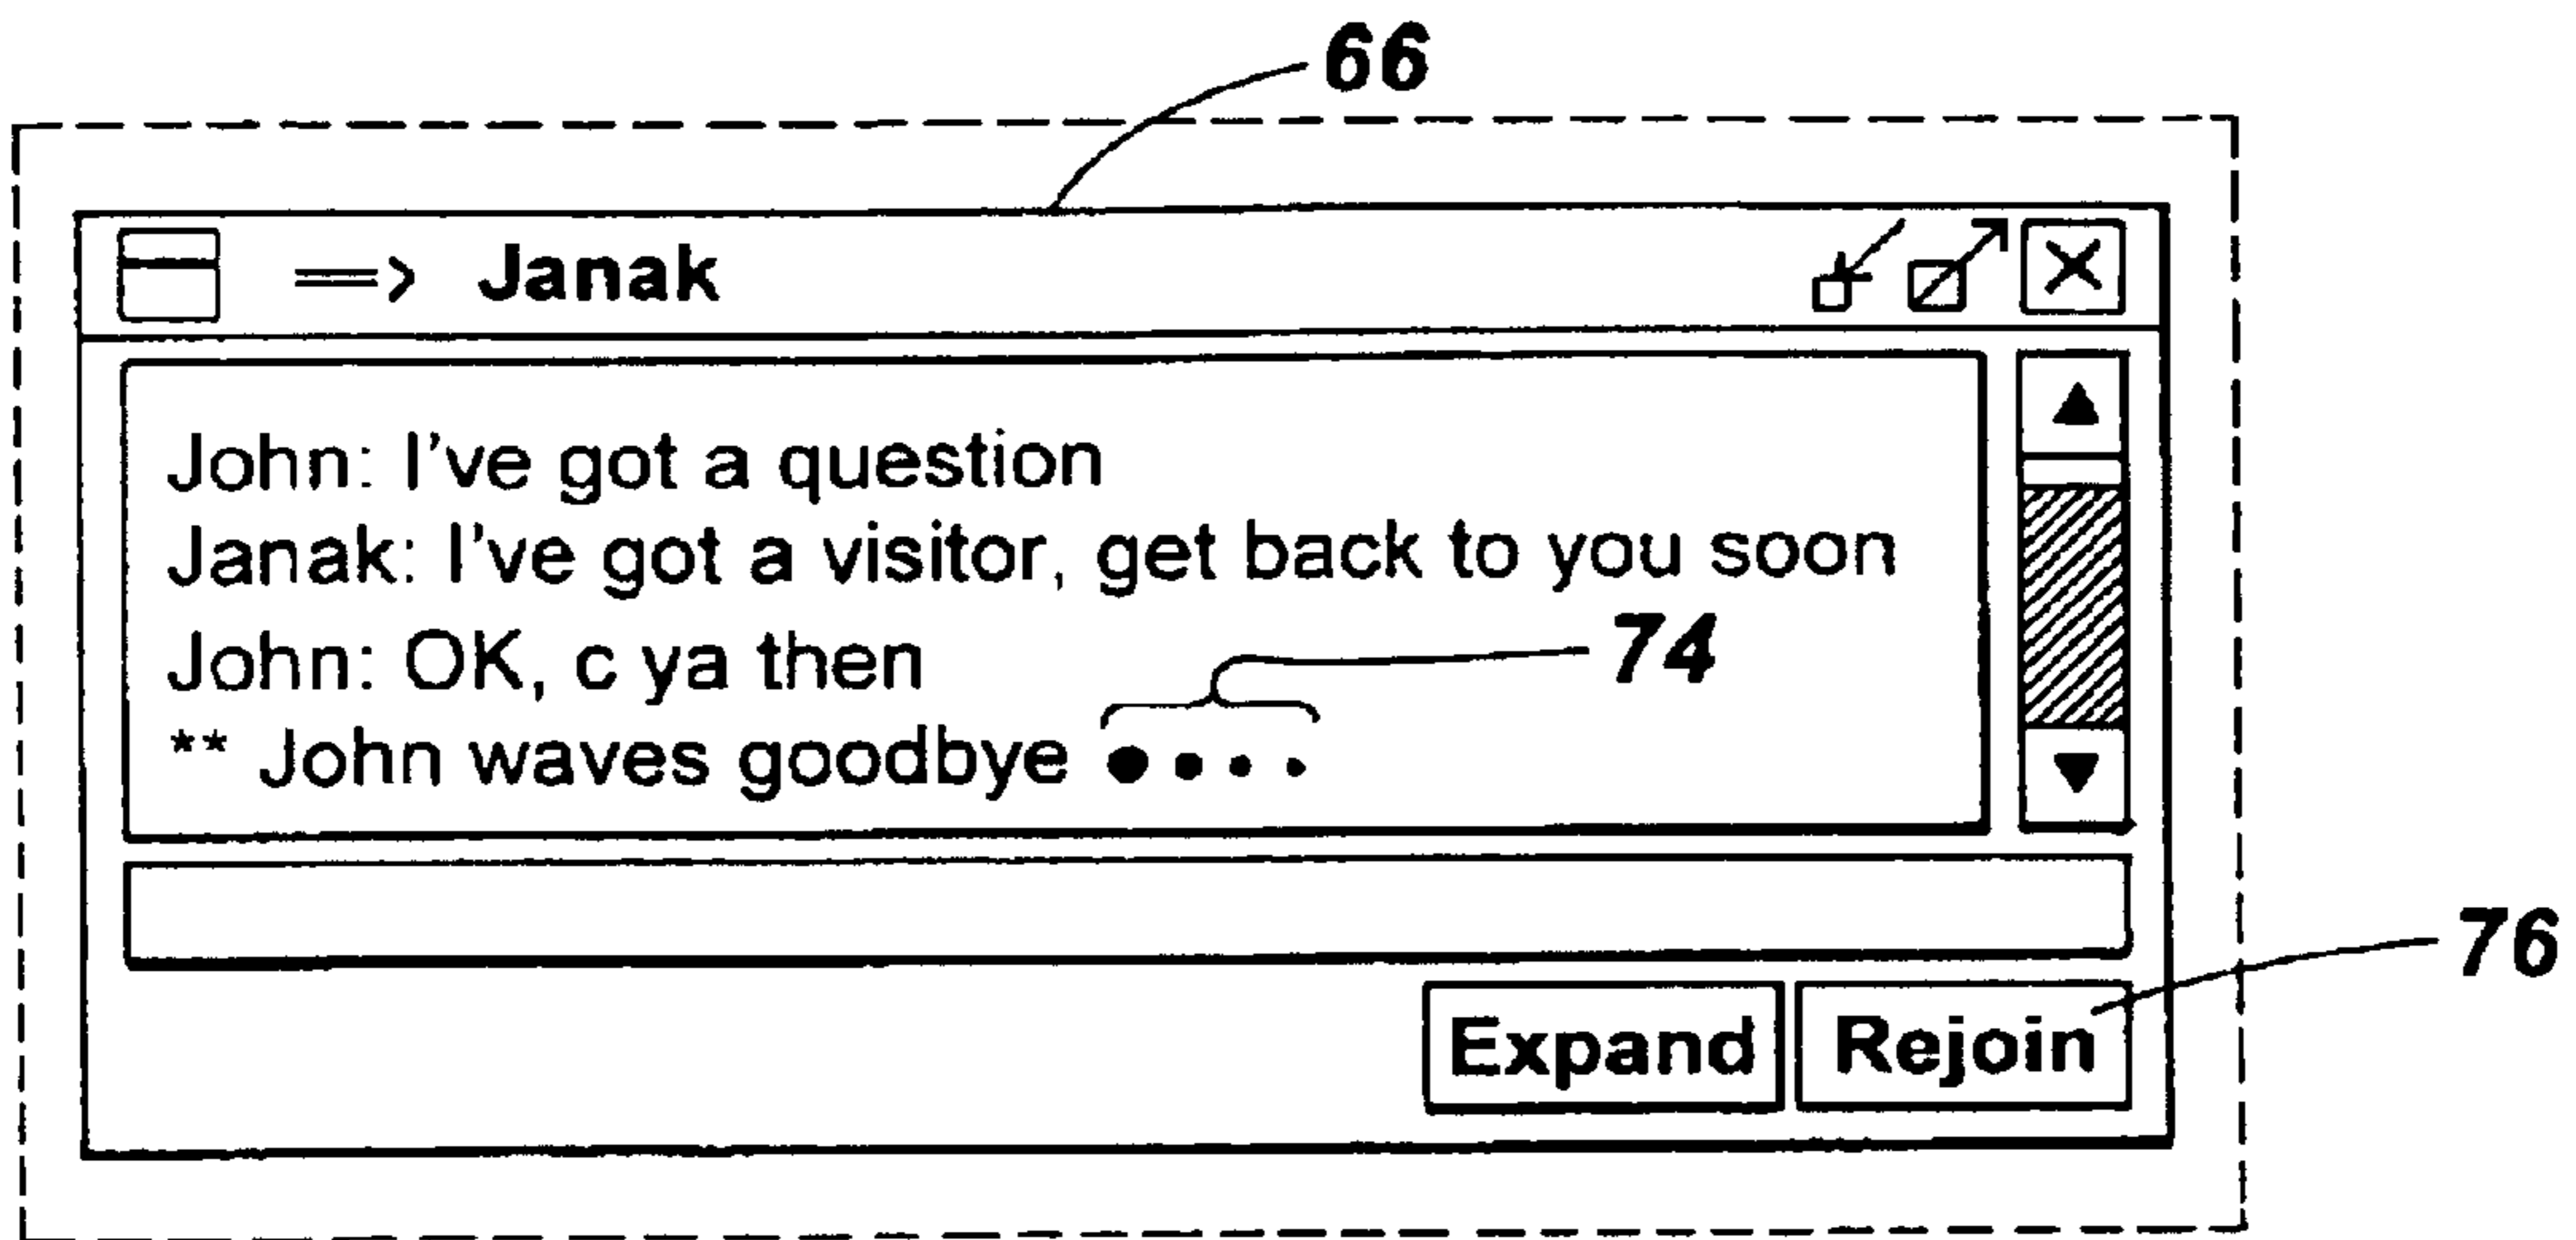 66
==> Janak
John: I've got a question
Janak: I've got a visitor, get back to you soon
John: OK, c ya then
74
** John waves goodbye ••••
76
Expand
Rejoin